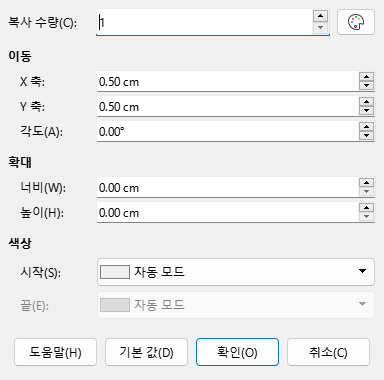 복사 수량(C): 1
이동
X 축: 0.50 cm
Y 축: 0.50 cm
각도(A): 0.00°
확대
너비(W): 0.00 cm
높이(H): 0.00 cm
색상
시작(S): 자동 모드
끝(E): 자동 모드
도움말(H) 기본 값(D) 확인(O) 취소(C)